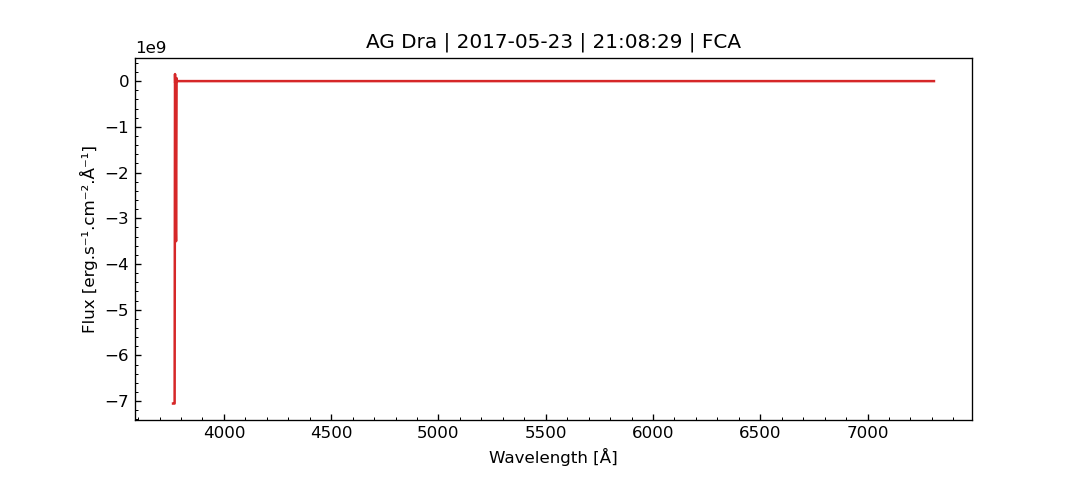 AG Dra | 2017-05-23 | 21:08:29 | FCA
1e9
0
−1
−2
−3
−4
−5
−6
−7
Flux [erg.s⁻¹.cm⁻².Å⁻¹]
4000 4500 5000 5500 6000 6500 7000
Wavelength [Å]